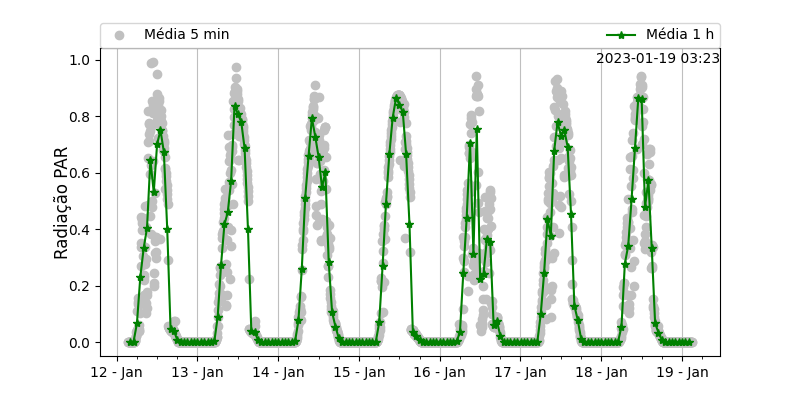 Média 5 min
Média 1 h
2023-01-19 03:23
1.0
0.8
0.6
0.4
0.2
0.0
Radiação PAR
12 - Jan
13 - Jan
14 - Jan
15 - Jan
16 - Jan
17 - Jan
18 - Jan
19 - Jan